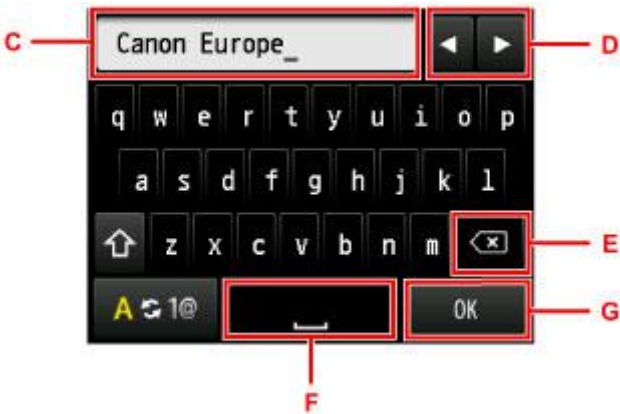 C Canon Europe_ D
q w e r t y u i o p
a s d f g h j k l
z x c v b n m E
A 1@ OK G
F